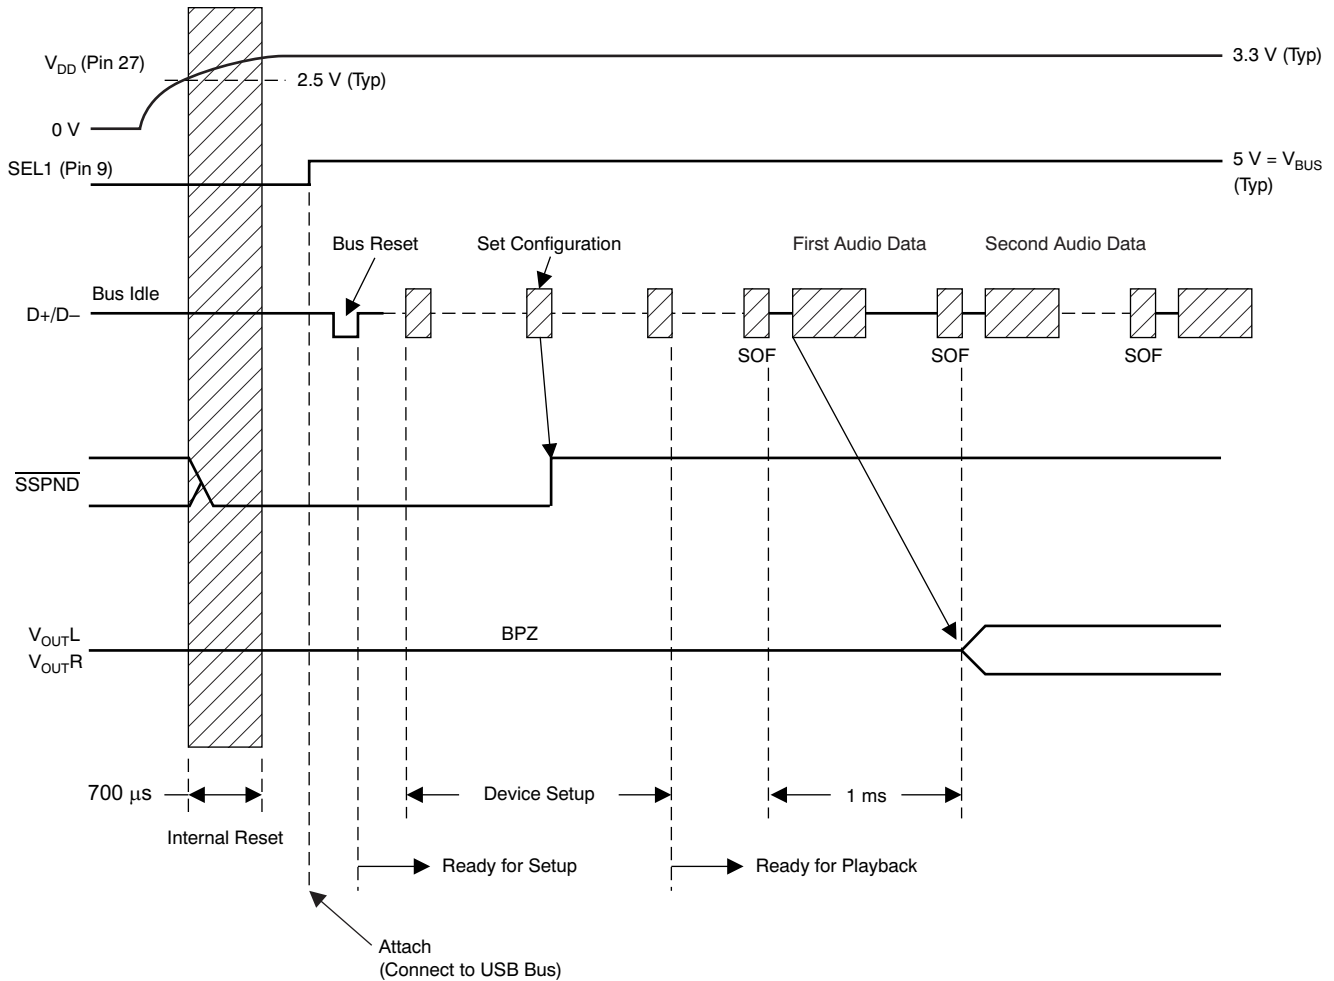 V_DD (Pin 27)
3.3 V (Typ)
2.5 V (Typ)
0 V
SEL1 (Pin 9)
5 V = V_BUS
(Typ)
Bus Reset
Set Configuration
First Audio Data
Second Audio Data
Bus Idle
D+/D–
SOF
SOF
SOF
SSPND
BPZ
V_OUTL
V_OUTR
700 μs
Device Setup
1 ms
Internal Reset
Ready for Setup
Ready for Playback
Attach
(Connect to USB Bus)